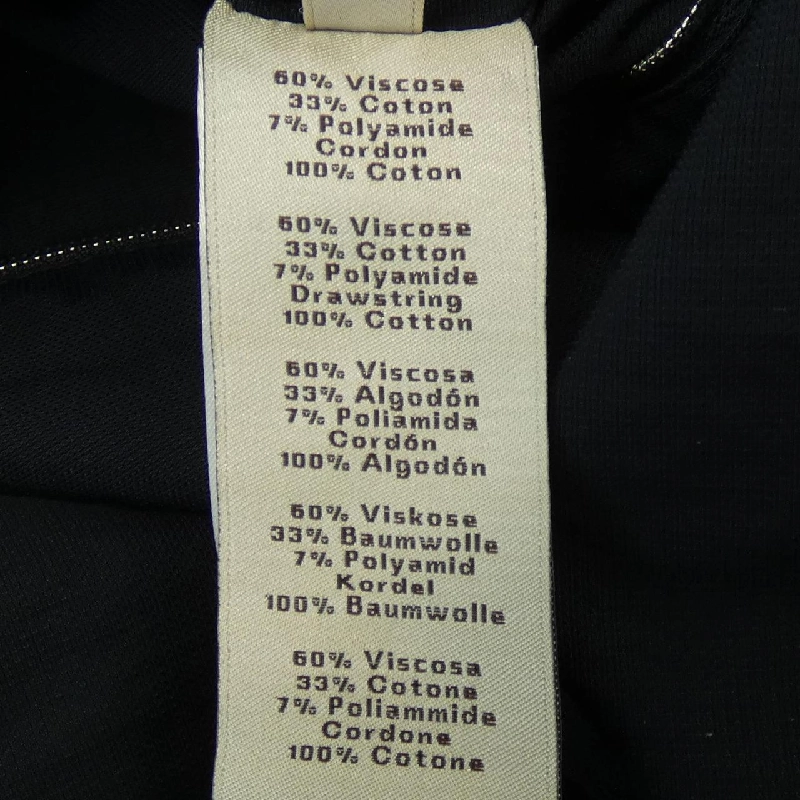 60% Viscose
33% Coton
7% Polyamide
Cordon
100% Coton
60% Viscose
33% Cotton
7% Polyamide
Drawstring
100% Cotton
60% Viscosa
33% Algodón
7% Poliamida
Cordón
100% Algodón
60% Viskose
33% Baumwolle
7% Polyamid
Kordel
100% Baumwolle
60% Viscosa
33% Cotone
7% Poliammide
Cordone
100% Cotone